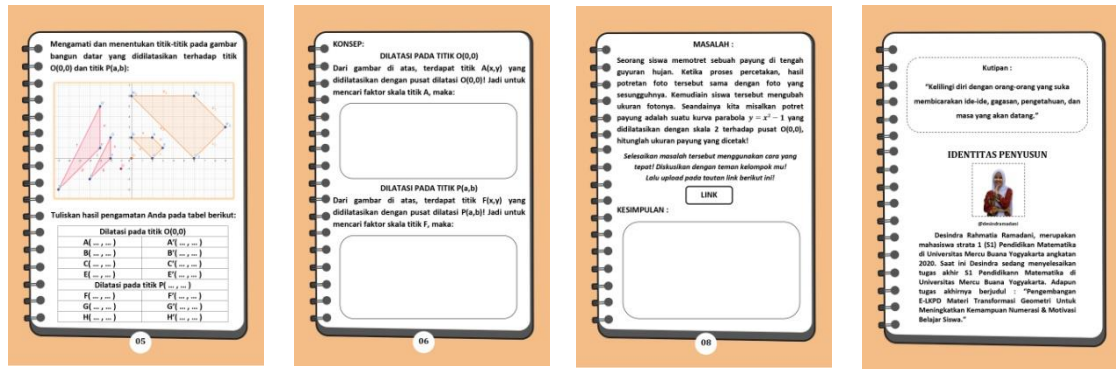 Mengamati dan menentukan titik-titik pada gambar
bangun datar yang didilatasikan terhadap titik
O(0,0) dan titik P(a,b):
Tuliskan hasil pengamatan Anda pada tabel berikut:
Dilatasi pada titik O(0,0)
A( ... , ... ) A'( ... , ... )
B( ... , ... ) B'( ... , ... )
C( ... , ... ) C'( ... , ... )
E( ... , ... ) E'( ... , ... )
Dilatasi pada titik P( ... , ... )
F( ... , ... ) F'( ... , ... )
G( ... , ... ) G'( ... , ... )
H( ... , ... ) H'( ... , ... )
05
KONSEP:
DILATASI PADA TITIK O(0,0)
Dari gambar di atas, terdapat titik A(x,y) yang
didilatasikan dengan pusat dilatasi O(0,0)! Jadi untuk
mencari faktor skala titik A, maka:
DILATASI PADA TITIK P(a,b)
Dari gambar di atas, terdapat titik F(x,y) yang
didilatasikan dengan pusat dilatasi P(a,b)! Jadi untuk
mencari faktor skala titik F, maka:
06
MASALAH :
Seorang siswa memotret sebuah payung di tengah
guyuran hujan. Ketika proses percetakan, hasil
potretan foto tersebut sama dengan foto yang
sesungguhnya. Kemudiain siswa tersebut mengubah
ukuran fotonya. Seandainya kita misalkan potret
payung adalah suatu kurva parabola y = x² − 1 yang
didilatasikan dengan skala 2 terhadap pusat O(0,0),
hitunglah ukuran payung yang dicetak!
Selesaikan masalah tersebut menggunakan cara yang
tepat! Diskusikan dengan teman kelompok mu!
Lalu upload pada tautan link berikut ini!
LINK
KESIMPULAN :
08
Kutipan :
"Kelilingi diri dengan orang-orang yang suka
membicarakan ide-ide, gagasan, pengetahuan, dan
masa yang akan datang."
IDENTITAS PENYUSUN
@desindramadani
Desindra Rahmatia Ramadani, merupakan
mahasiswa strata 1 (S1) Pendidikan Matematika
di Universitas Mercu Buana Yogyakarta angkatan
2020. Saat ini Desindra sedang menyelesaikan
tugas akhir S1 Pendidikann Matematika di
Universitas Mercu Buana Yogyakarta. Adapun
tugas akhirnya berjudul : "Pengembangan
E-LKPD Materi Transformasi Geometri Untuk
Meningkatkan Kemampuan Numerasi & Motivasi
Belajar Siswa."